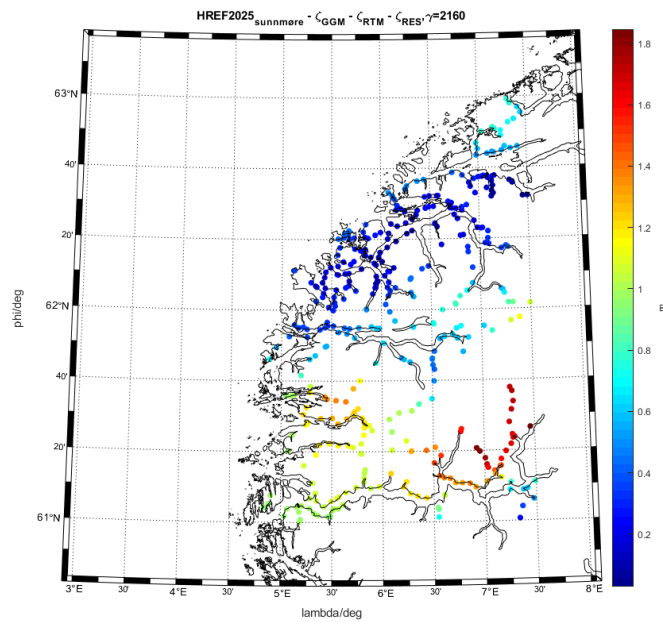 HREF2025sunnmøre - ζGGM - ζRTM - ζRES, γ=2160
63°N
40'
20'
62°N
40'
20'
61°N
phi/deg
3°E
30'
4°E
30'
5°E
30'
6°E
30'
7°E
30'
8°E
lambda/deg
1.8
1.6
1.4
1.2
1
0.8
0.6
0.4
0.2
m